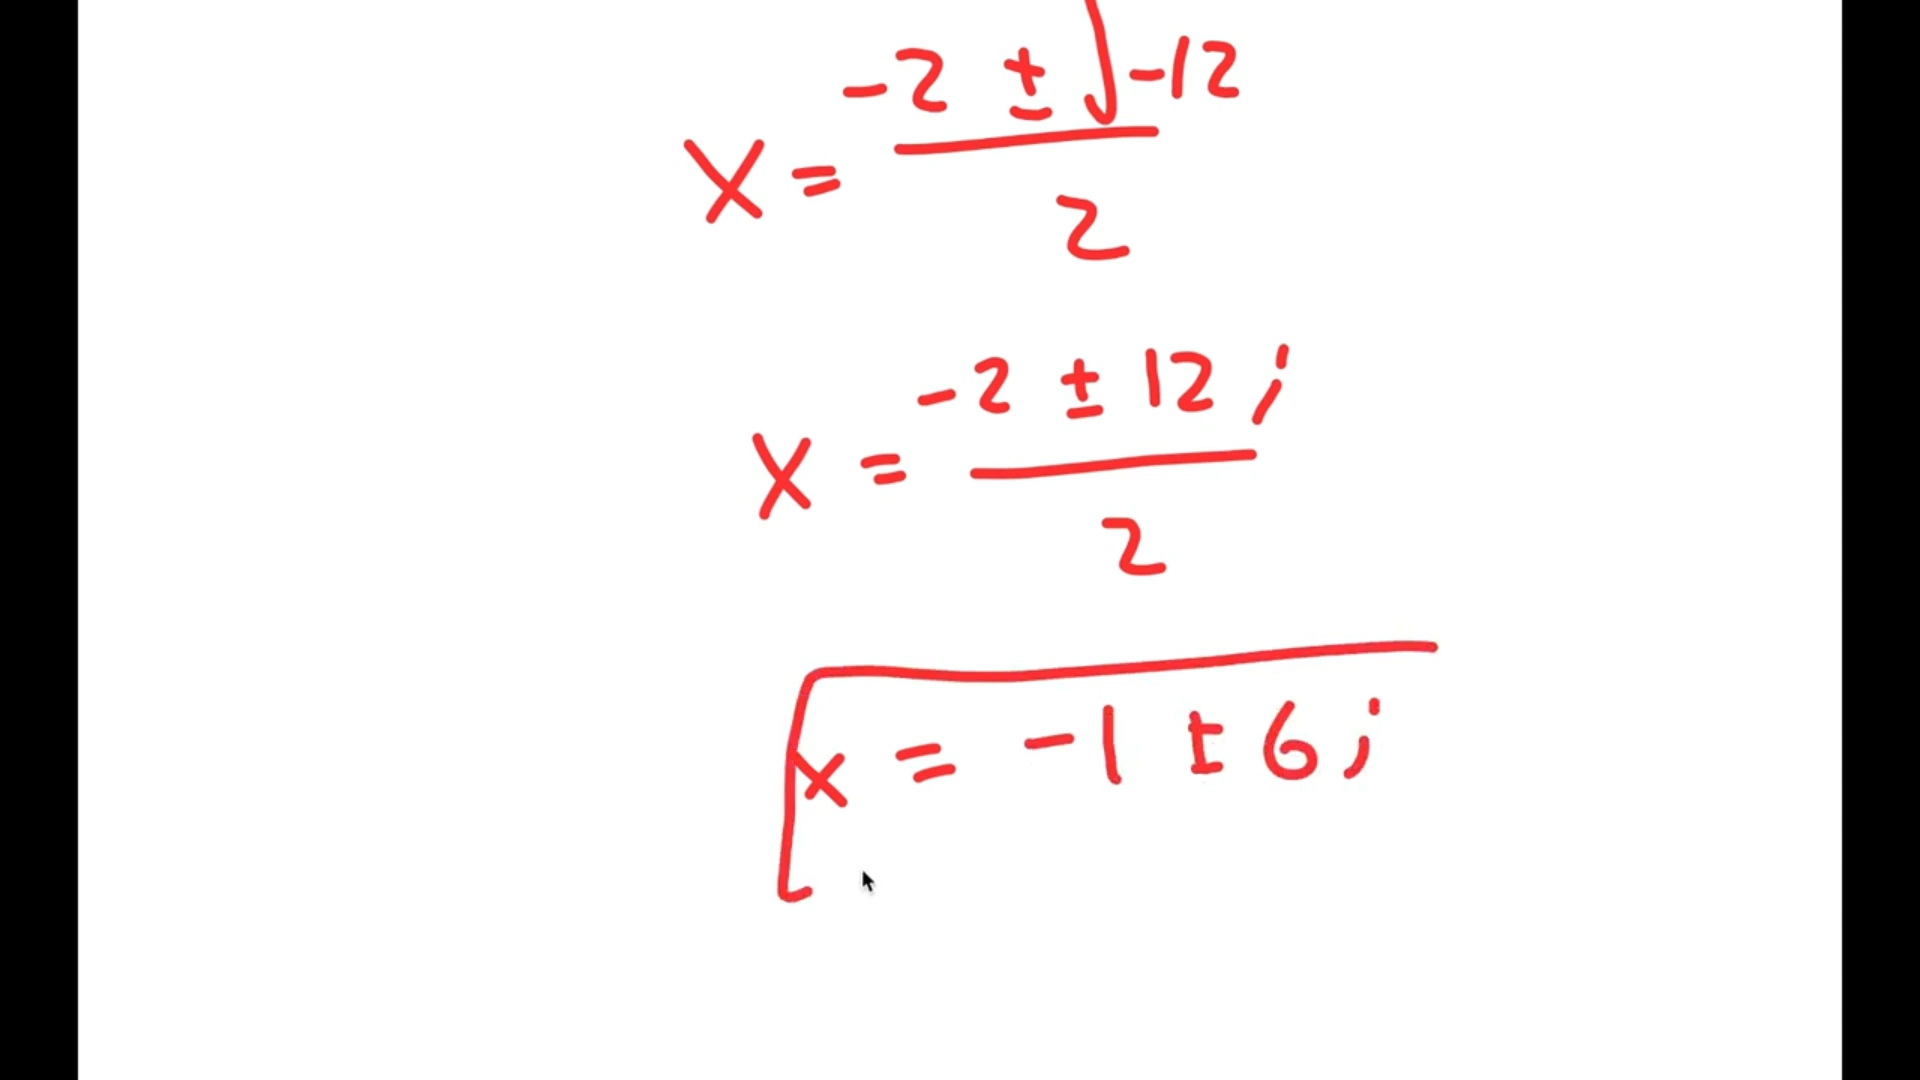 x = (-2 ± √-12) / 2
x = (-2 ± 12i) / 2
x = -1 ± 6i